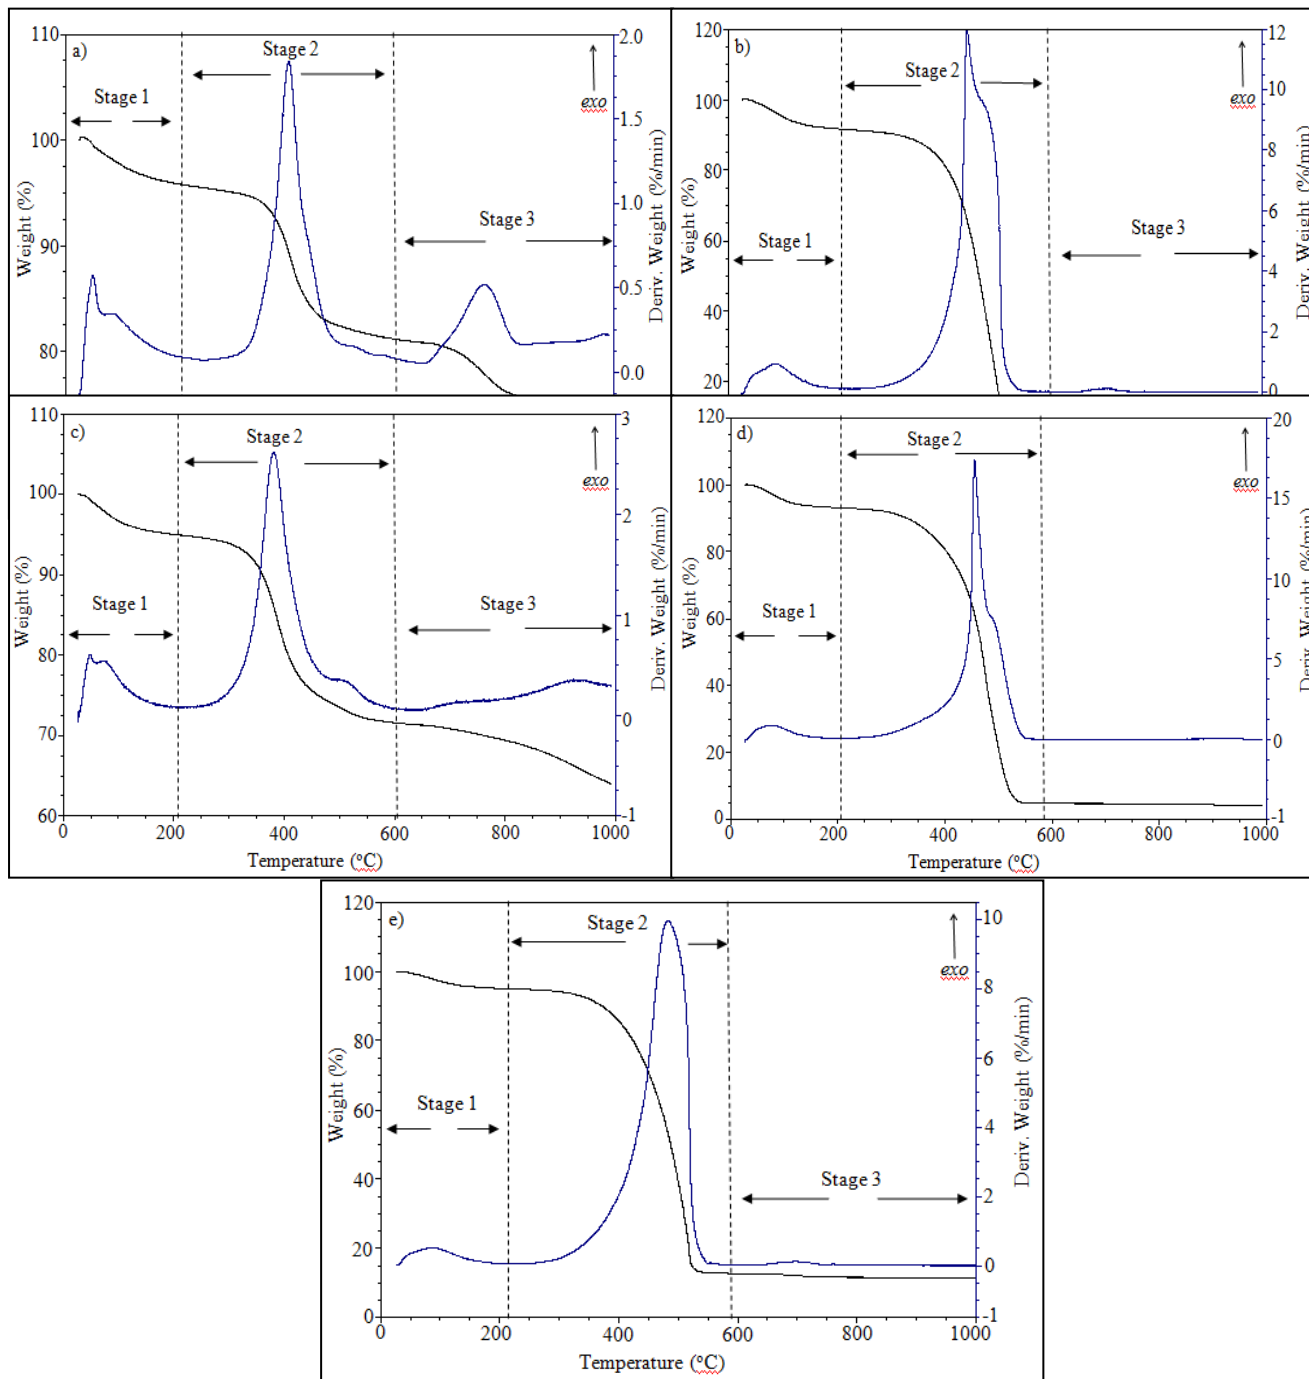 a)
Stage 1
Stage 2
Stage 3
exo
110
100
90
80
Weight (%)
2.0
1.5
1.0
0.5
0.0
Deriv. Weight (%/min)
b)
Stage 1
Stage 2
Stage 3
exo
120
100
80
60
40
20
Weight (%)
12
10
8
6
4
2
0
Deriv. Weight (%/min)
c)
Stage 1
Stage 2
Stage 3
exo
110
100
90
80
70
60
Weight (%)
3
2
1
0
-1
Deriv. Weight (%/min)
0
200
400
600
800
1000
Temperature (°C)
d)
Stage 1
Stage 2
exo
120
100
80
60
40
20
0
Weight (%)
20
15
10
5
0
-1
Deriv. Weight (%/min)
0
200
400
600
800
1000
Temperature (°C)
e)
Stage 1
Stage 2
Stage 3
exo
120
100
80
60
40
20
0
Weight (%)
10
8
6
4
2
0
-1
Deriv. Weight (%/min)
0
200
400
600
800
1000
Temperature (°C)